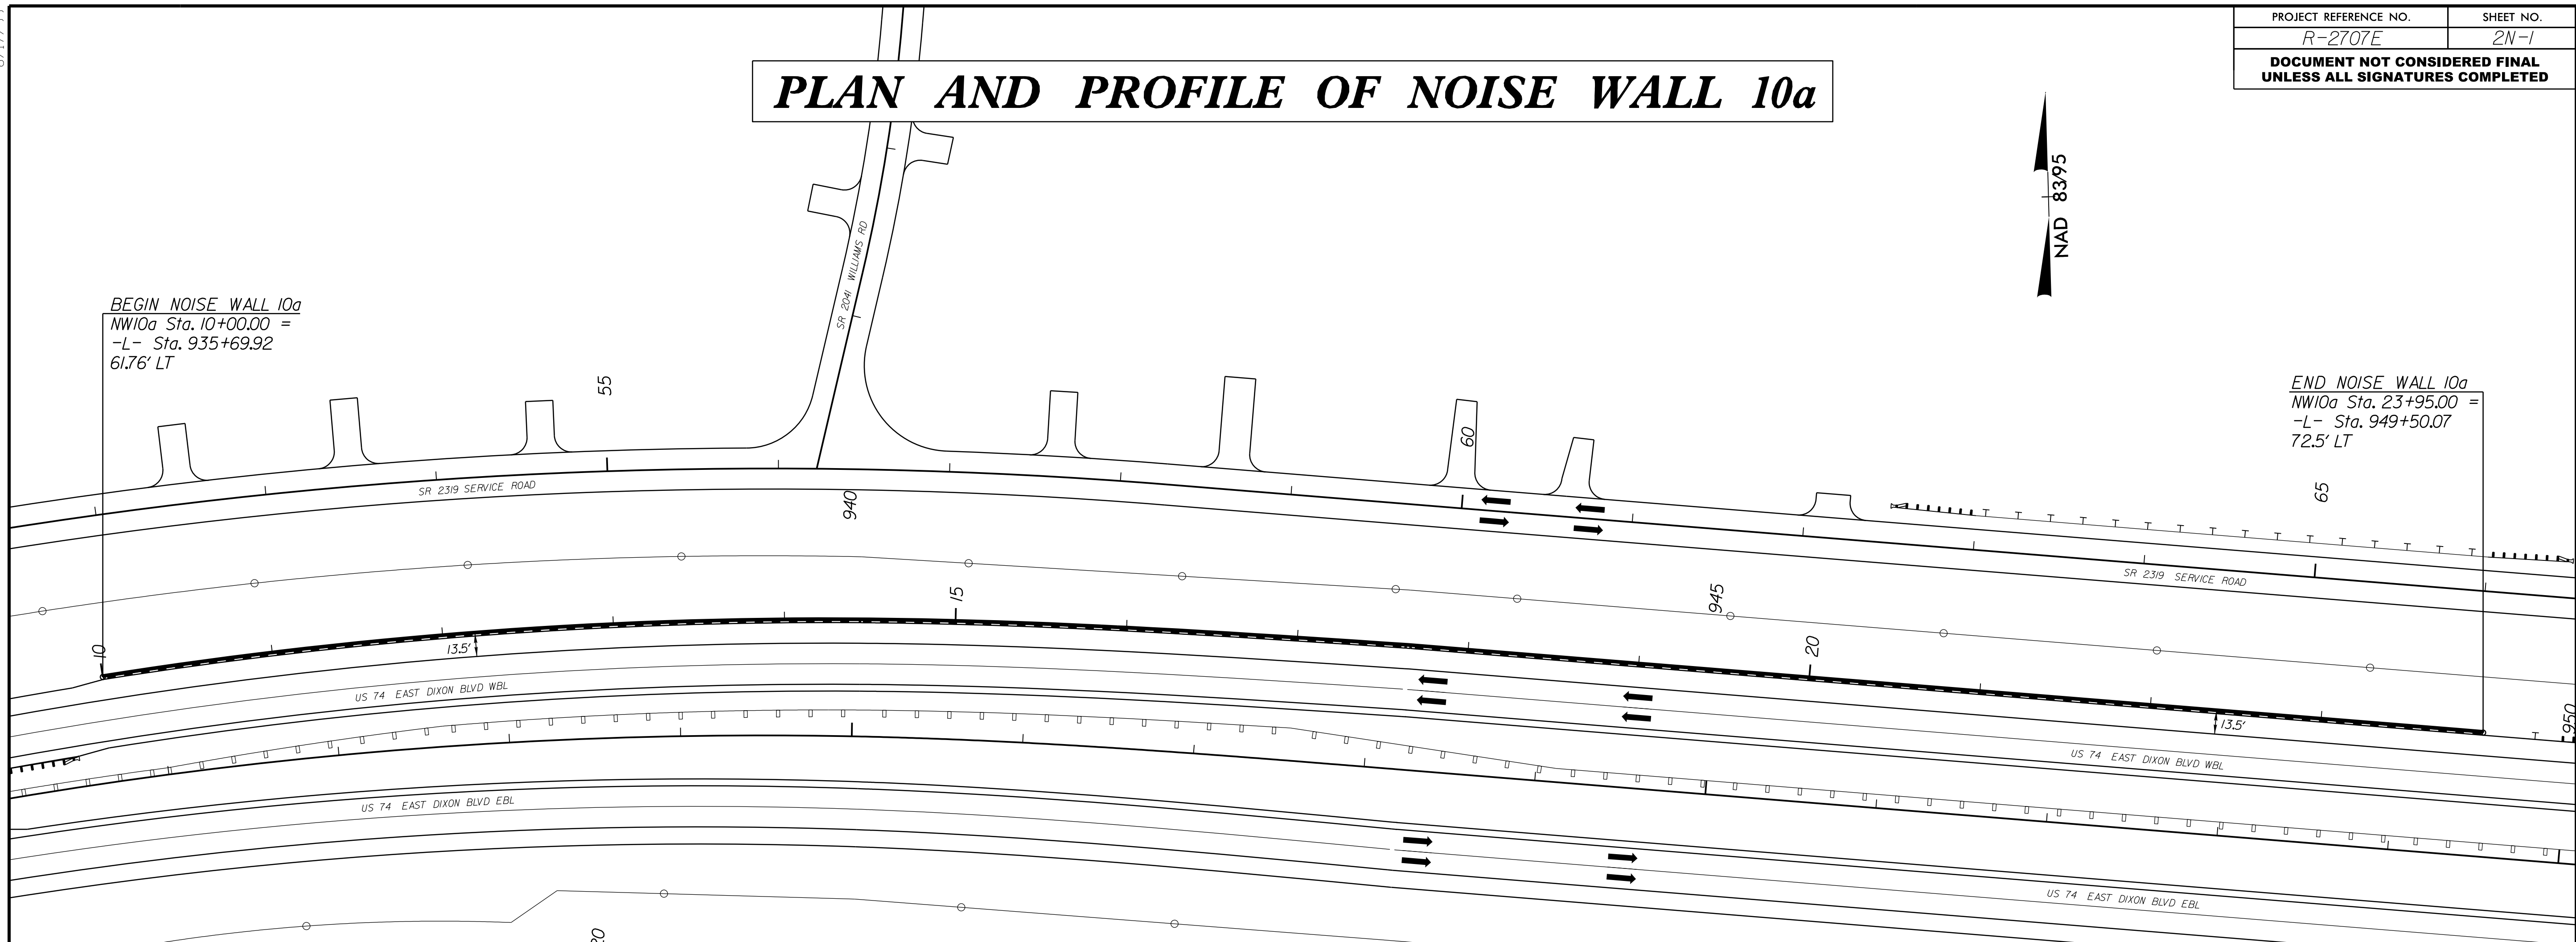 PROJECT REFERENCE NO. SHEET NO.
R-2707E 2N-1
DOCUMENT NOT CONSIDERED FINAL
UNLESS ALL SIGNATURES COMPLETED
PLAN AND PROFILE OF NOISE WALL 10a
NAD 83/95
SR 2041 WILLIAMS RD
BEGIN NOISE WALL 10a
NW10a Sta. 10+00.00 =
-L- Sta. 935+69.92
61.76' LT
END NOISE WALL 10a
NW10a Sta. 23+95.00 =
-L- Sta. 949+50.07
72.5' LT
55
60
65
SR 2319 SERVICE ROAD
940
SR 2319 SERVICE ROAD
15
945
10
13.5'
20
US 74 EAST DIXON BLVD WBL
13.5'
950
US 74 EAST DIXON BLVD WBL
US 74 EAST DIXON BLVD EBL
US 74 EAST DIXON BLVD EBL
20